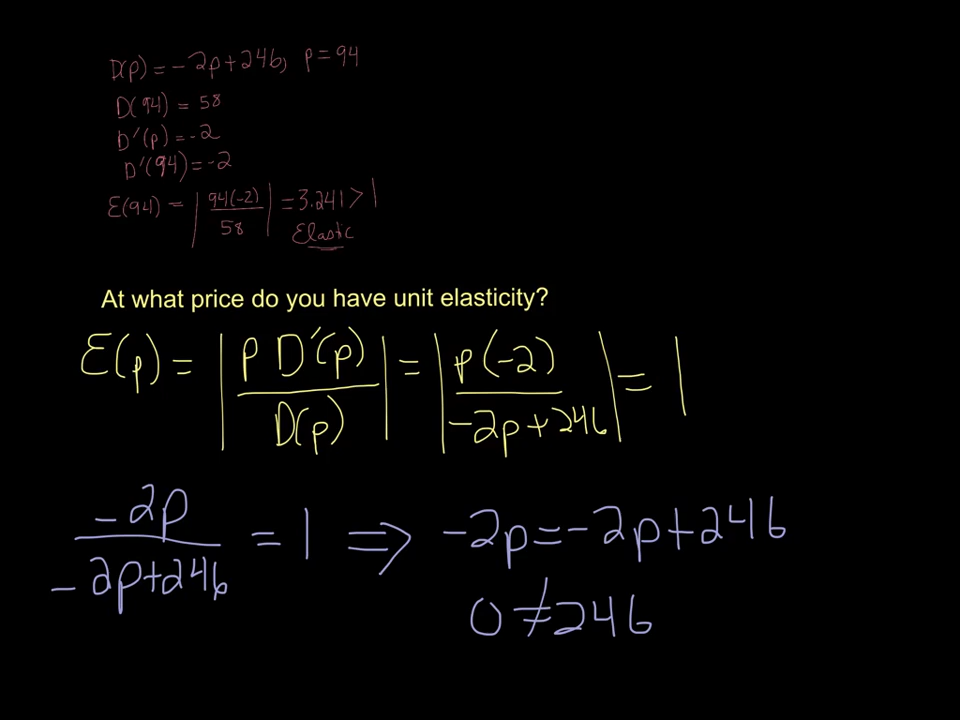 D(p) = -2p+246, p=94
D(94) = 58
D'(p) = -2
D'(94) = -2
E(94) = |94(-2)/58| = 3.241 > 1
Elastic
At what price do you have unit elasticity?
E(p) = |p D'(p)/D(p)| = |p(-2)/-2p+246| = 1
-2p/-2p+246 = 1 ⇒ -2p = -2p+246
0 ≠ 246